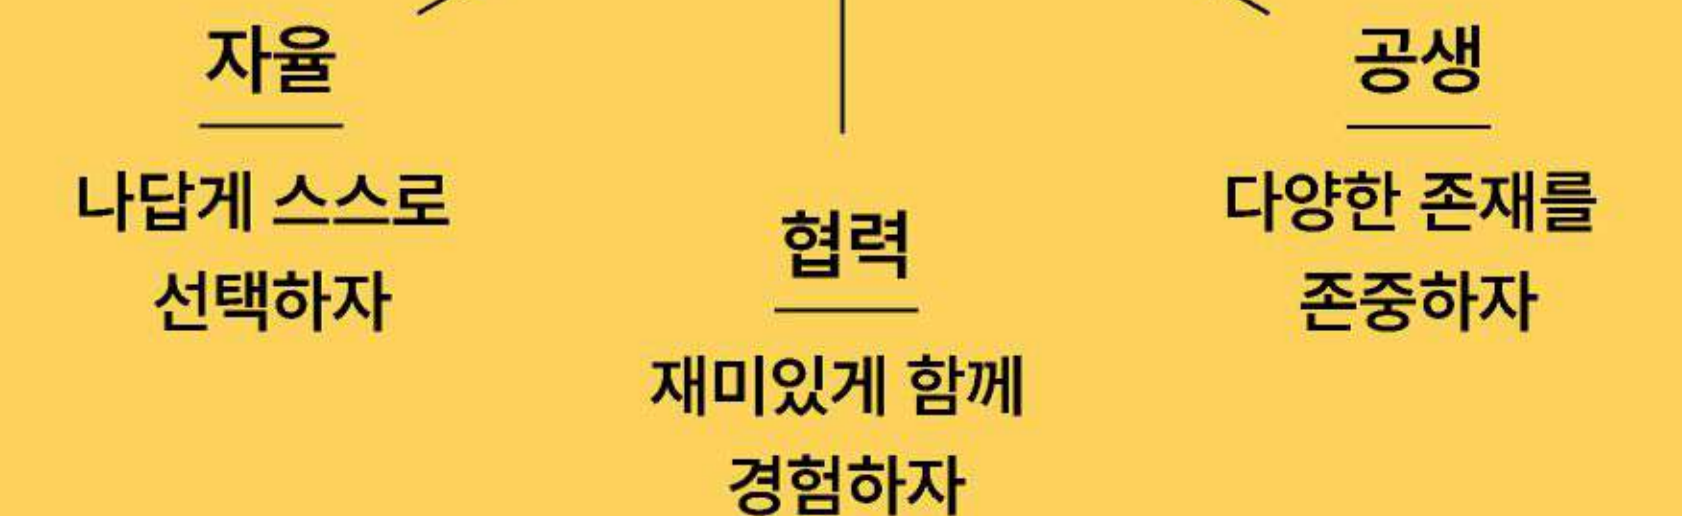 자율
나답게 스스로
선택하자
협력
재미있게 함께
경험하자
공생
다양한 존재를
존중하자